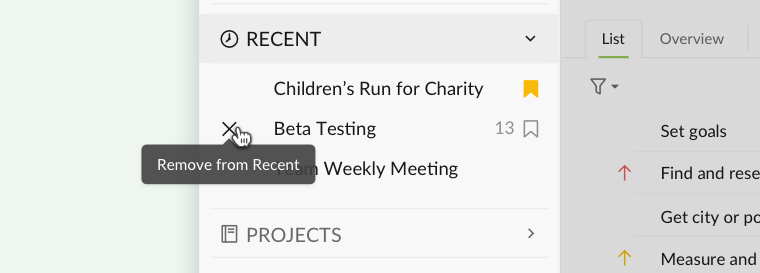 RECENT
Children’s Run for Charity
Beta Testing 13
Remove from Recent
Team Weekly Meeting
PROJECTS
List Overview
Set goals
Find and rese
Get city or po
Measure and